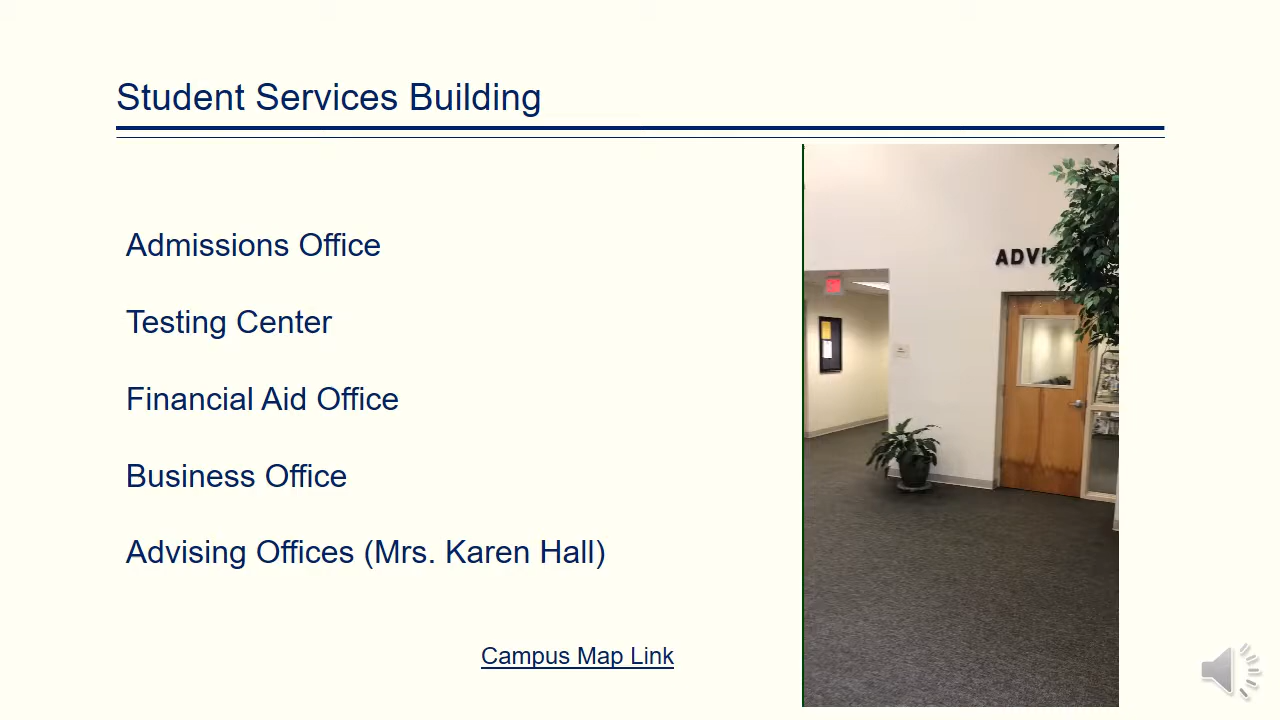 Student Services Building
Admissions Office
Testing Center
Financial Aid Office
Business Office
Advising Offices (Mrs. Karen Hall)
Campus Map Link